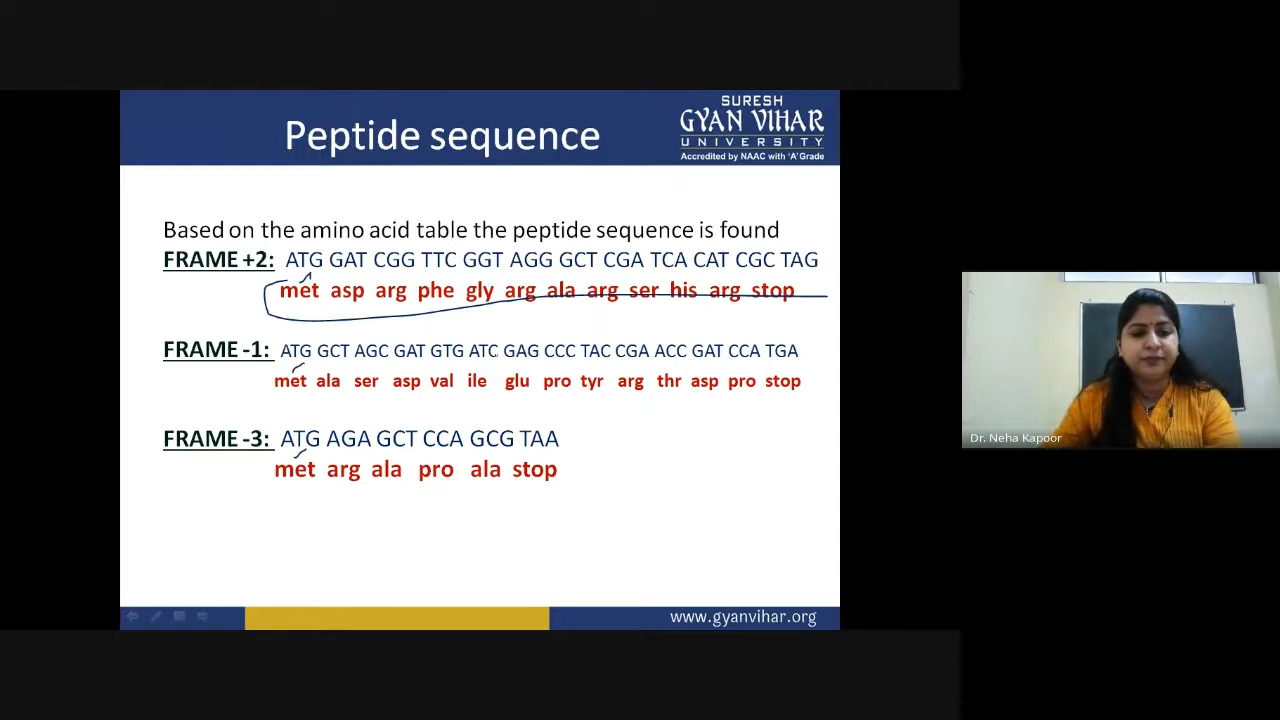 SURESH
GYAN VIHAR
UNIVERSITY
Accredited by NAAC with 'A' Grade
Peptide sequence
Based on the amino acid table the peptide sequence is found
FRAME +2: ATG GAT CGG TTC GGT AGG GCT CGA TCA CAT CGC TAG
met asp arg phe gly arg ala arg ser his arg stop
FRAME -1: ATG GCT AGC GAT GTG ATC GAG CCC TAC CGA ACC GAT CCA TGA
met ala ser asp val ile glu pro tyr arg thr asp pro stop
FRAME -3: ATG AGA GCT CCA GCG TAA
met arg ala pro ala stop
www.gyanvihar.org
Dr. Neha Kapoor